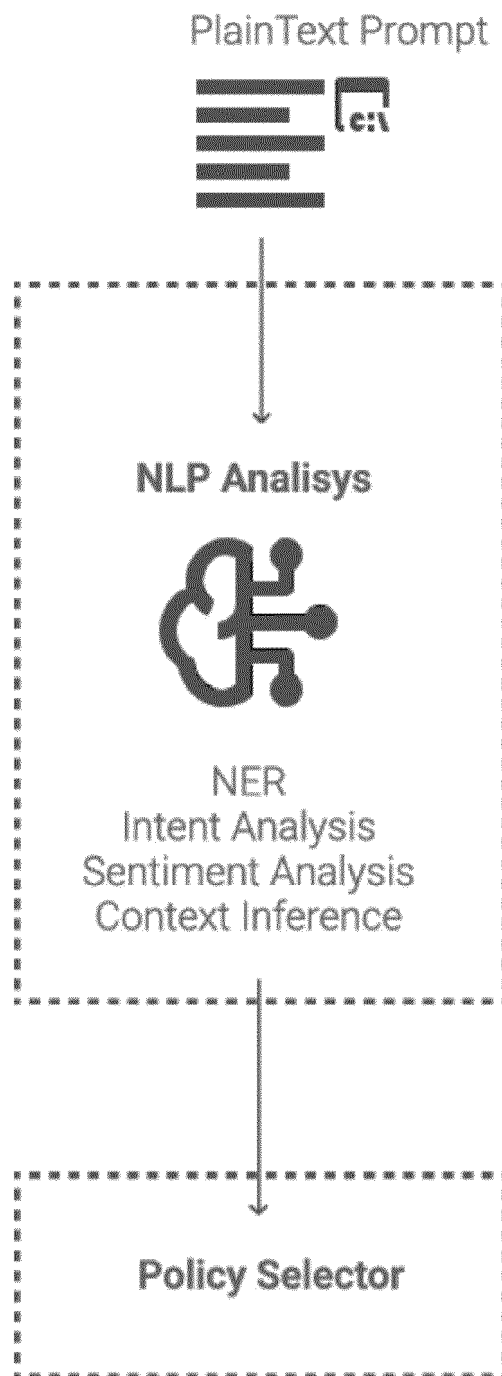 PlainText Prompt
c:\
NLP Analisys
NER
Intent Analysis
Sentiment Analysis
Context Inference
Policy Selector